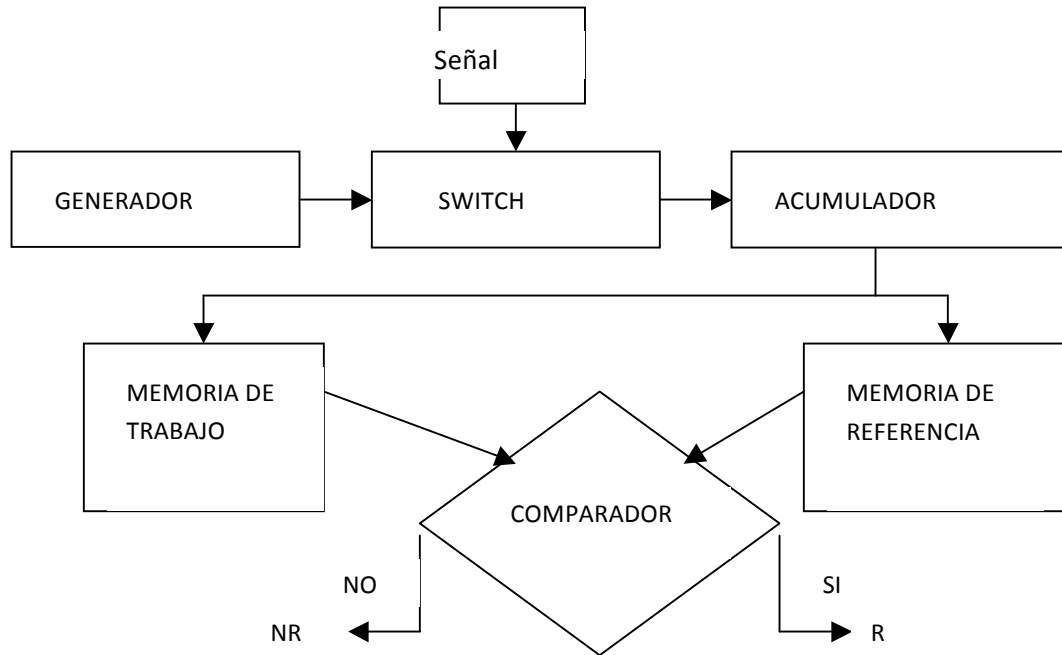 Señal
GENERADOR
SWITCH
ACUMULADOR
MEMORIA DE
TRABAJO
MEMORIA DE
REFERENCIA
COMPARADOR
NO
SI
NR
R